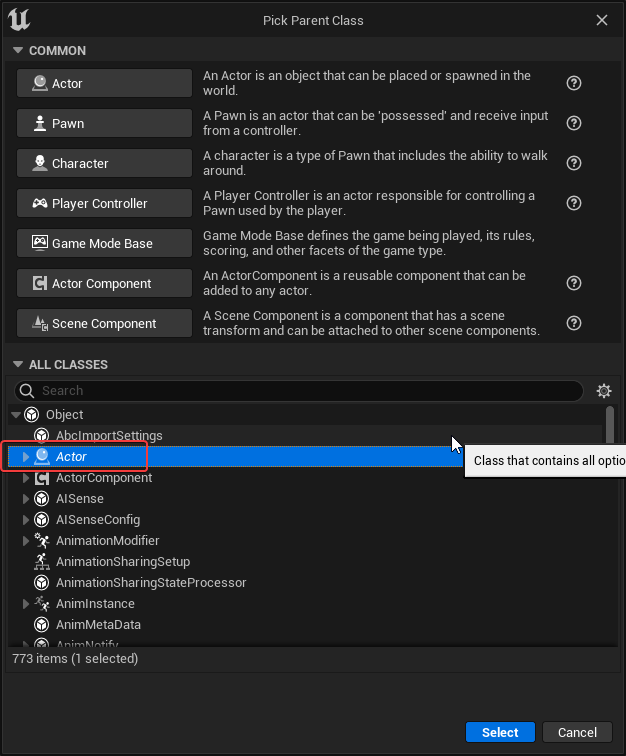 Pick Parent Class
COMMON
Actor
An Actor is an object that can be placed or spawned in the
world.
Pawn
A Pawn is an actor that can be 'possessed' and receive input
from a controller.
Character
A character is a type of Pawn that includes the ability to walk
around.
Player Controller
A Player Controller is an actor responsible for controlling a
Pawn used by the player.
Game Mode Base
Game Mode Base defines the game being played, its rules,
scoring, and other facets of the game type.
Actor Component
An ActorComponent is a reusable component that can be
added to any actor.
Scene Component
A Scene Component is a component that has a scene
transform and can be attached to other scene components.
ALL CLASSES
Search
Object
AbcImportSettings
Actor
Class that contains all optio
ActorComponent
AISense
AISenseConfig
AnimationModifier
AnimationSharingSetup
AnimationSharingStateProcessor
AnimInstance
AnimMetaData
AnimNotify
773 items (1 selected)
Select
Cancel